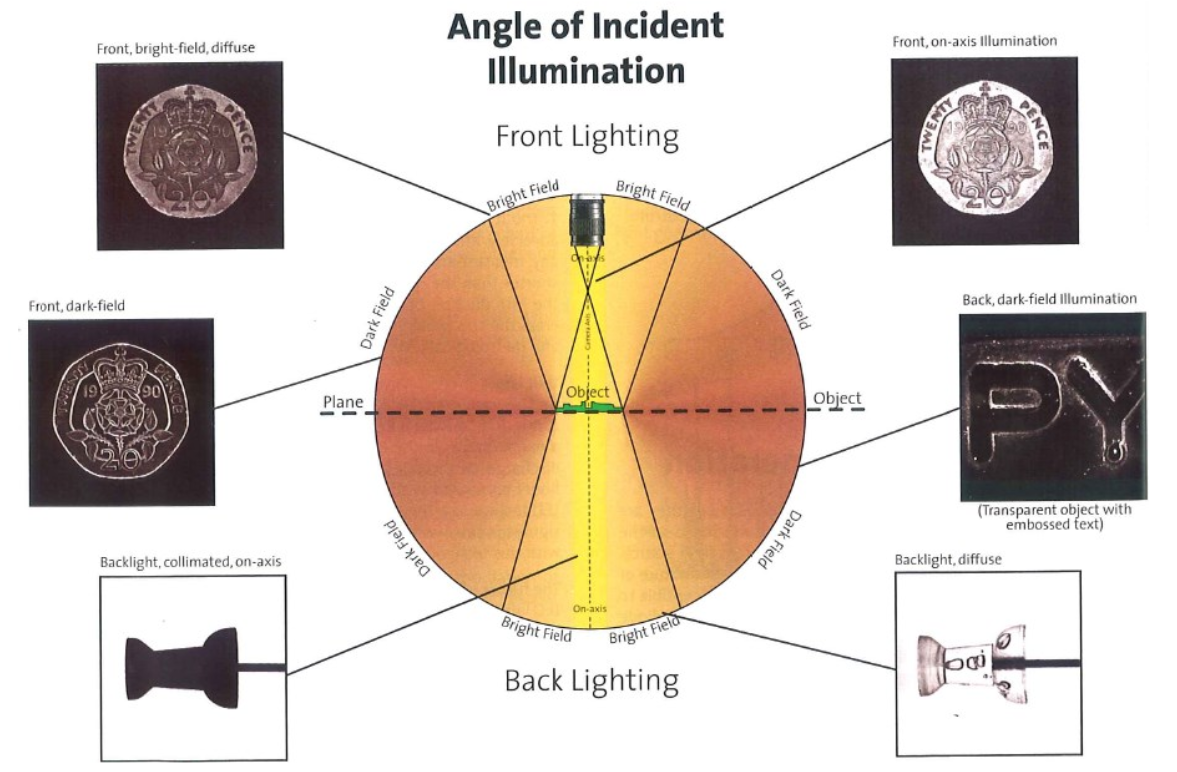 Angle of Incident
Illumination
Front Lighting
Front, bright-field, diffuse
TWENTY PENCE
1990
20
Front, on-axis Illumination
TWENTY PENCE
1990
20
Bright Field
Bright Field
On-axis
Camera Axis
Front, dark-field
TWENTY PENCE
1990
20
Dark Field
Dark Field
Back, dark-field Illumination
PY
(Transparent object with
embossed text)
Plane
Object
Object
Dark Field
Dark Field
Backlight, collimated, on-axis
Backlight, diffuse
On-axis
Bright Field
Bright Field
Back Lighting